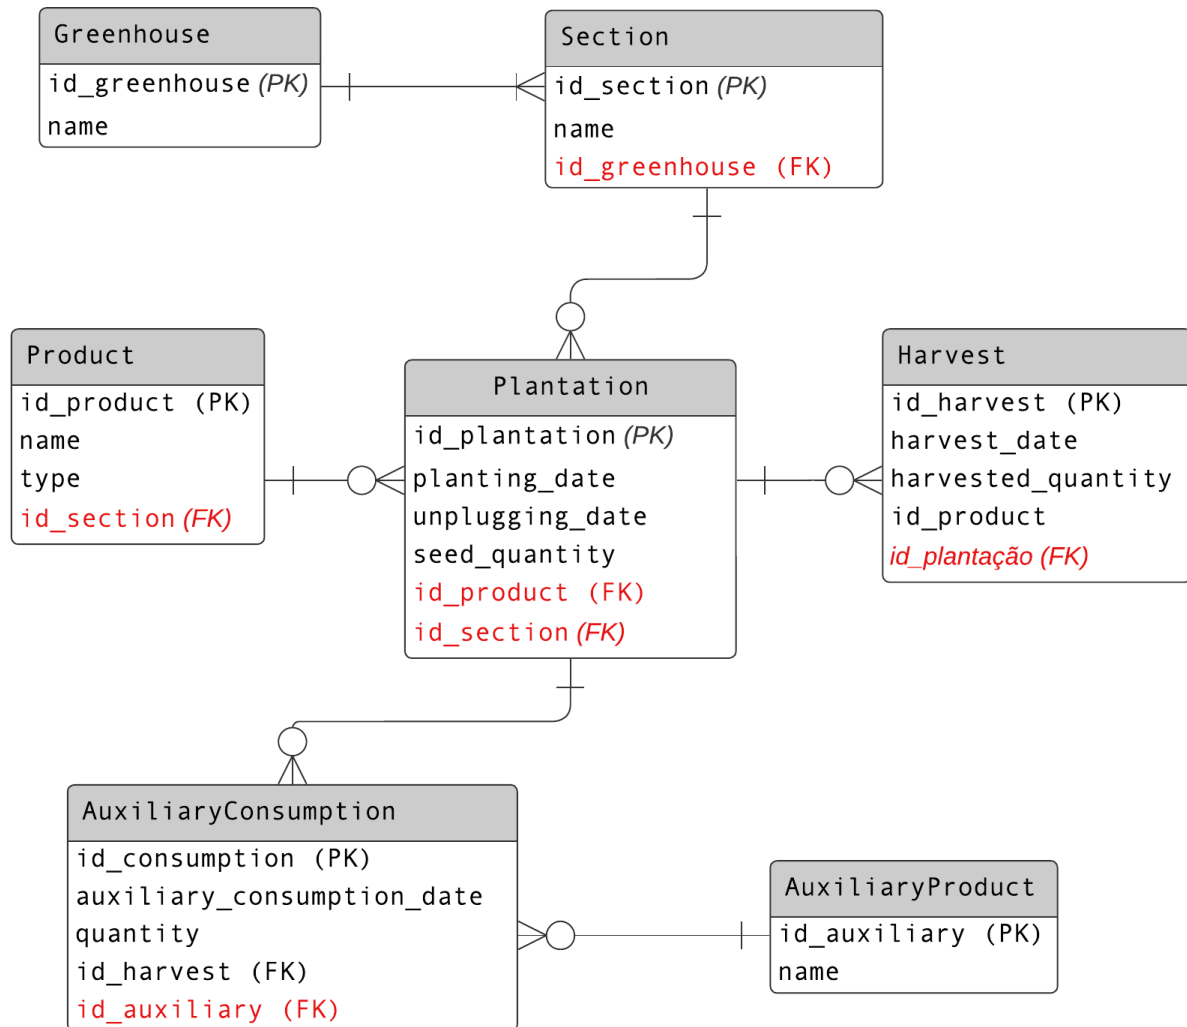 Greenhouse
id_greenhouse (PK)
name
Section
id_section (PK)
name
id_greenhouse (FK)
Product
id_product (PK)
name
type
id_section (FK)
Plantation
id_plantation (PK)
planting_date
unplugging_date
seed_quantity
id_product (FK)
id_section (FK)
Harvest
id_harvest (PK)
harvest_date
harvested_quantity
id_product
id_plantação (FK)
AuxiliaryConsumption
id_consumption (PK)
auxiliary_consumption_date
quantity
id_harvest (FK)
id_auxiliary (FK)
AuxiliaryProduct
id_auxiliary (PK)
name